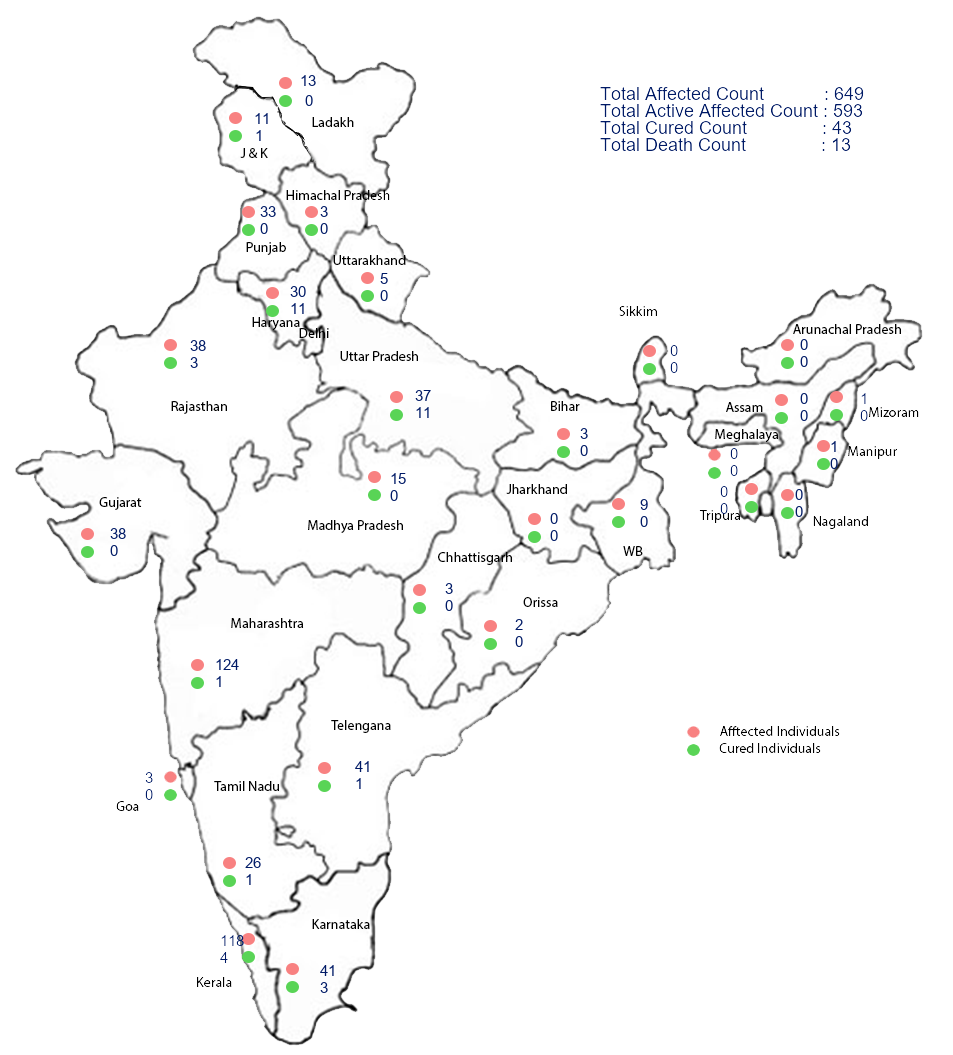 13
0
Ladakh
Total Affected Count : 649
Total Active Affected Count : 593
Total Cured Count : 43
Total Death Count : 13
11
1
J & K
Himachal Pradesh
3
0
33
0
Punjab
Uttarakhand
5
0
30
11
Haryana
Delhi
38
3
Rajasthan
Uttar Pradesh
37
11
Sikkim
0
0
Arunachal Pradesh
0
0
Bihar
3
0
Assam
0
0
1
0
Mizoram
Meghalaya
0
0
1
0
Manipur
Gujarat
38
0
15
0
Madhya Pradesh
Jharkhand
0
0
9
0
WB
0
0
Tripura
0
0
Nagaland
Chhattisgarh
3
0
Orissa
2
0
Maharashtra
124
1
Telengana
41
1
Afftected Individuals
Cured Individuals
3
0
Goa
Tamil Nadu
26
1
Karnataka
41
3
118
4
Kerala